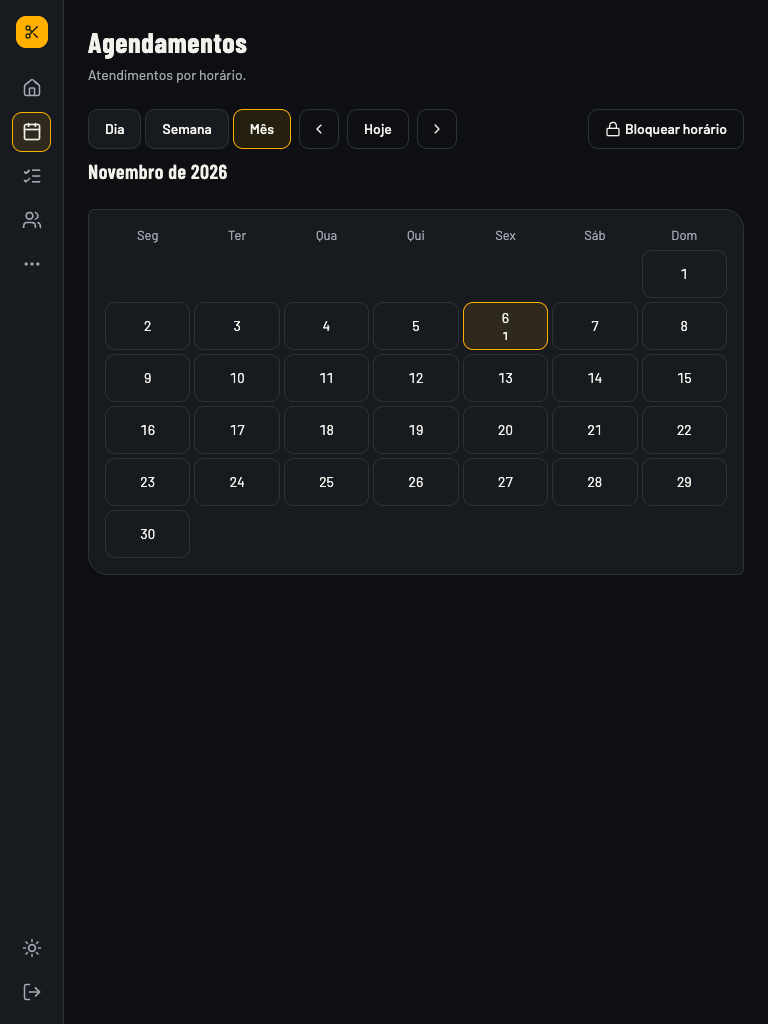 Agendamentos
Atendimentos por horário.
Dia Semana Mês Hoje Bloquear horário
Novembro de 2026
Seg Ter Qua Qui Sex Sáb Dom
1
2 3 4 5 6 7 8
1
9 10 11 12 13 14 15
16 17 18 19 20 21 22
23 24 25 26 27 28 29
30